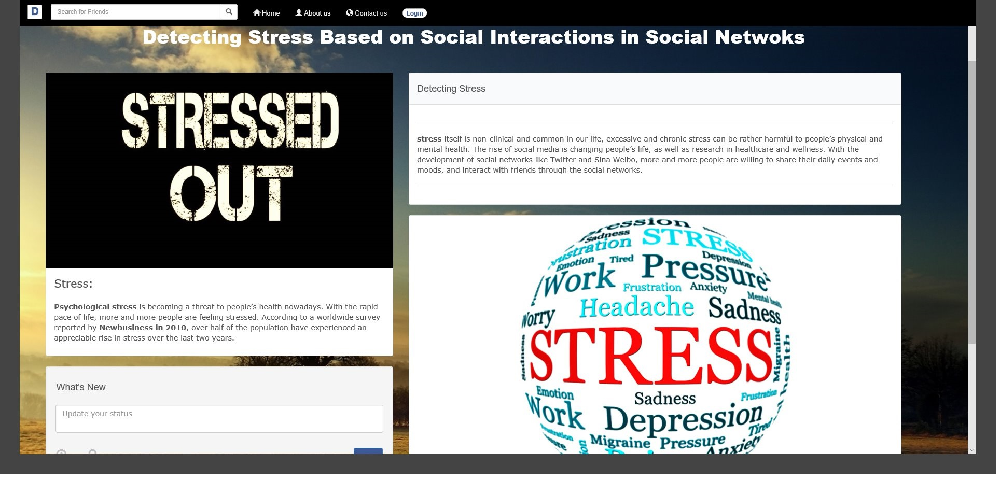 D
Search for Friends
Home
About us
Contact us
Login
Detecting Stress Based on Social Interactions in Social Netwoks
STRESSED
OUT
Stress:
Psychological stress is becoming a threat to people’s health nowadays. With the rapid
pace of life, more and more people are feeling stressed. According to a worldwide survey
reported by Newbusiness in 2010, over half of the population have experienced an
appreciable rise in stress over the last two years.
What's New
Update your status
Detecting Stress
stress itself is non-clinical and common in our life, excessive and chronic stress can be rather harmful to people’s physical and
mental health. The rise of social media is changing people’s life, as well as research in healthcare and wellness. With the
development of social networks like Twitter and Sina Weibo, more and more people are willing to share their daily events and
moods, and interact with friends through the social networks.
Sadness
STRESS
Emotion
Tired
Depression
Work
Pressure
Frustration
Anxiety
Headache
Sadness
Worry
STRESS
Sadness
Migraine
health
Emotion
Sadness
Frustration
Work
Depression
Tired
Migraine
Pressure
Anxiety